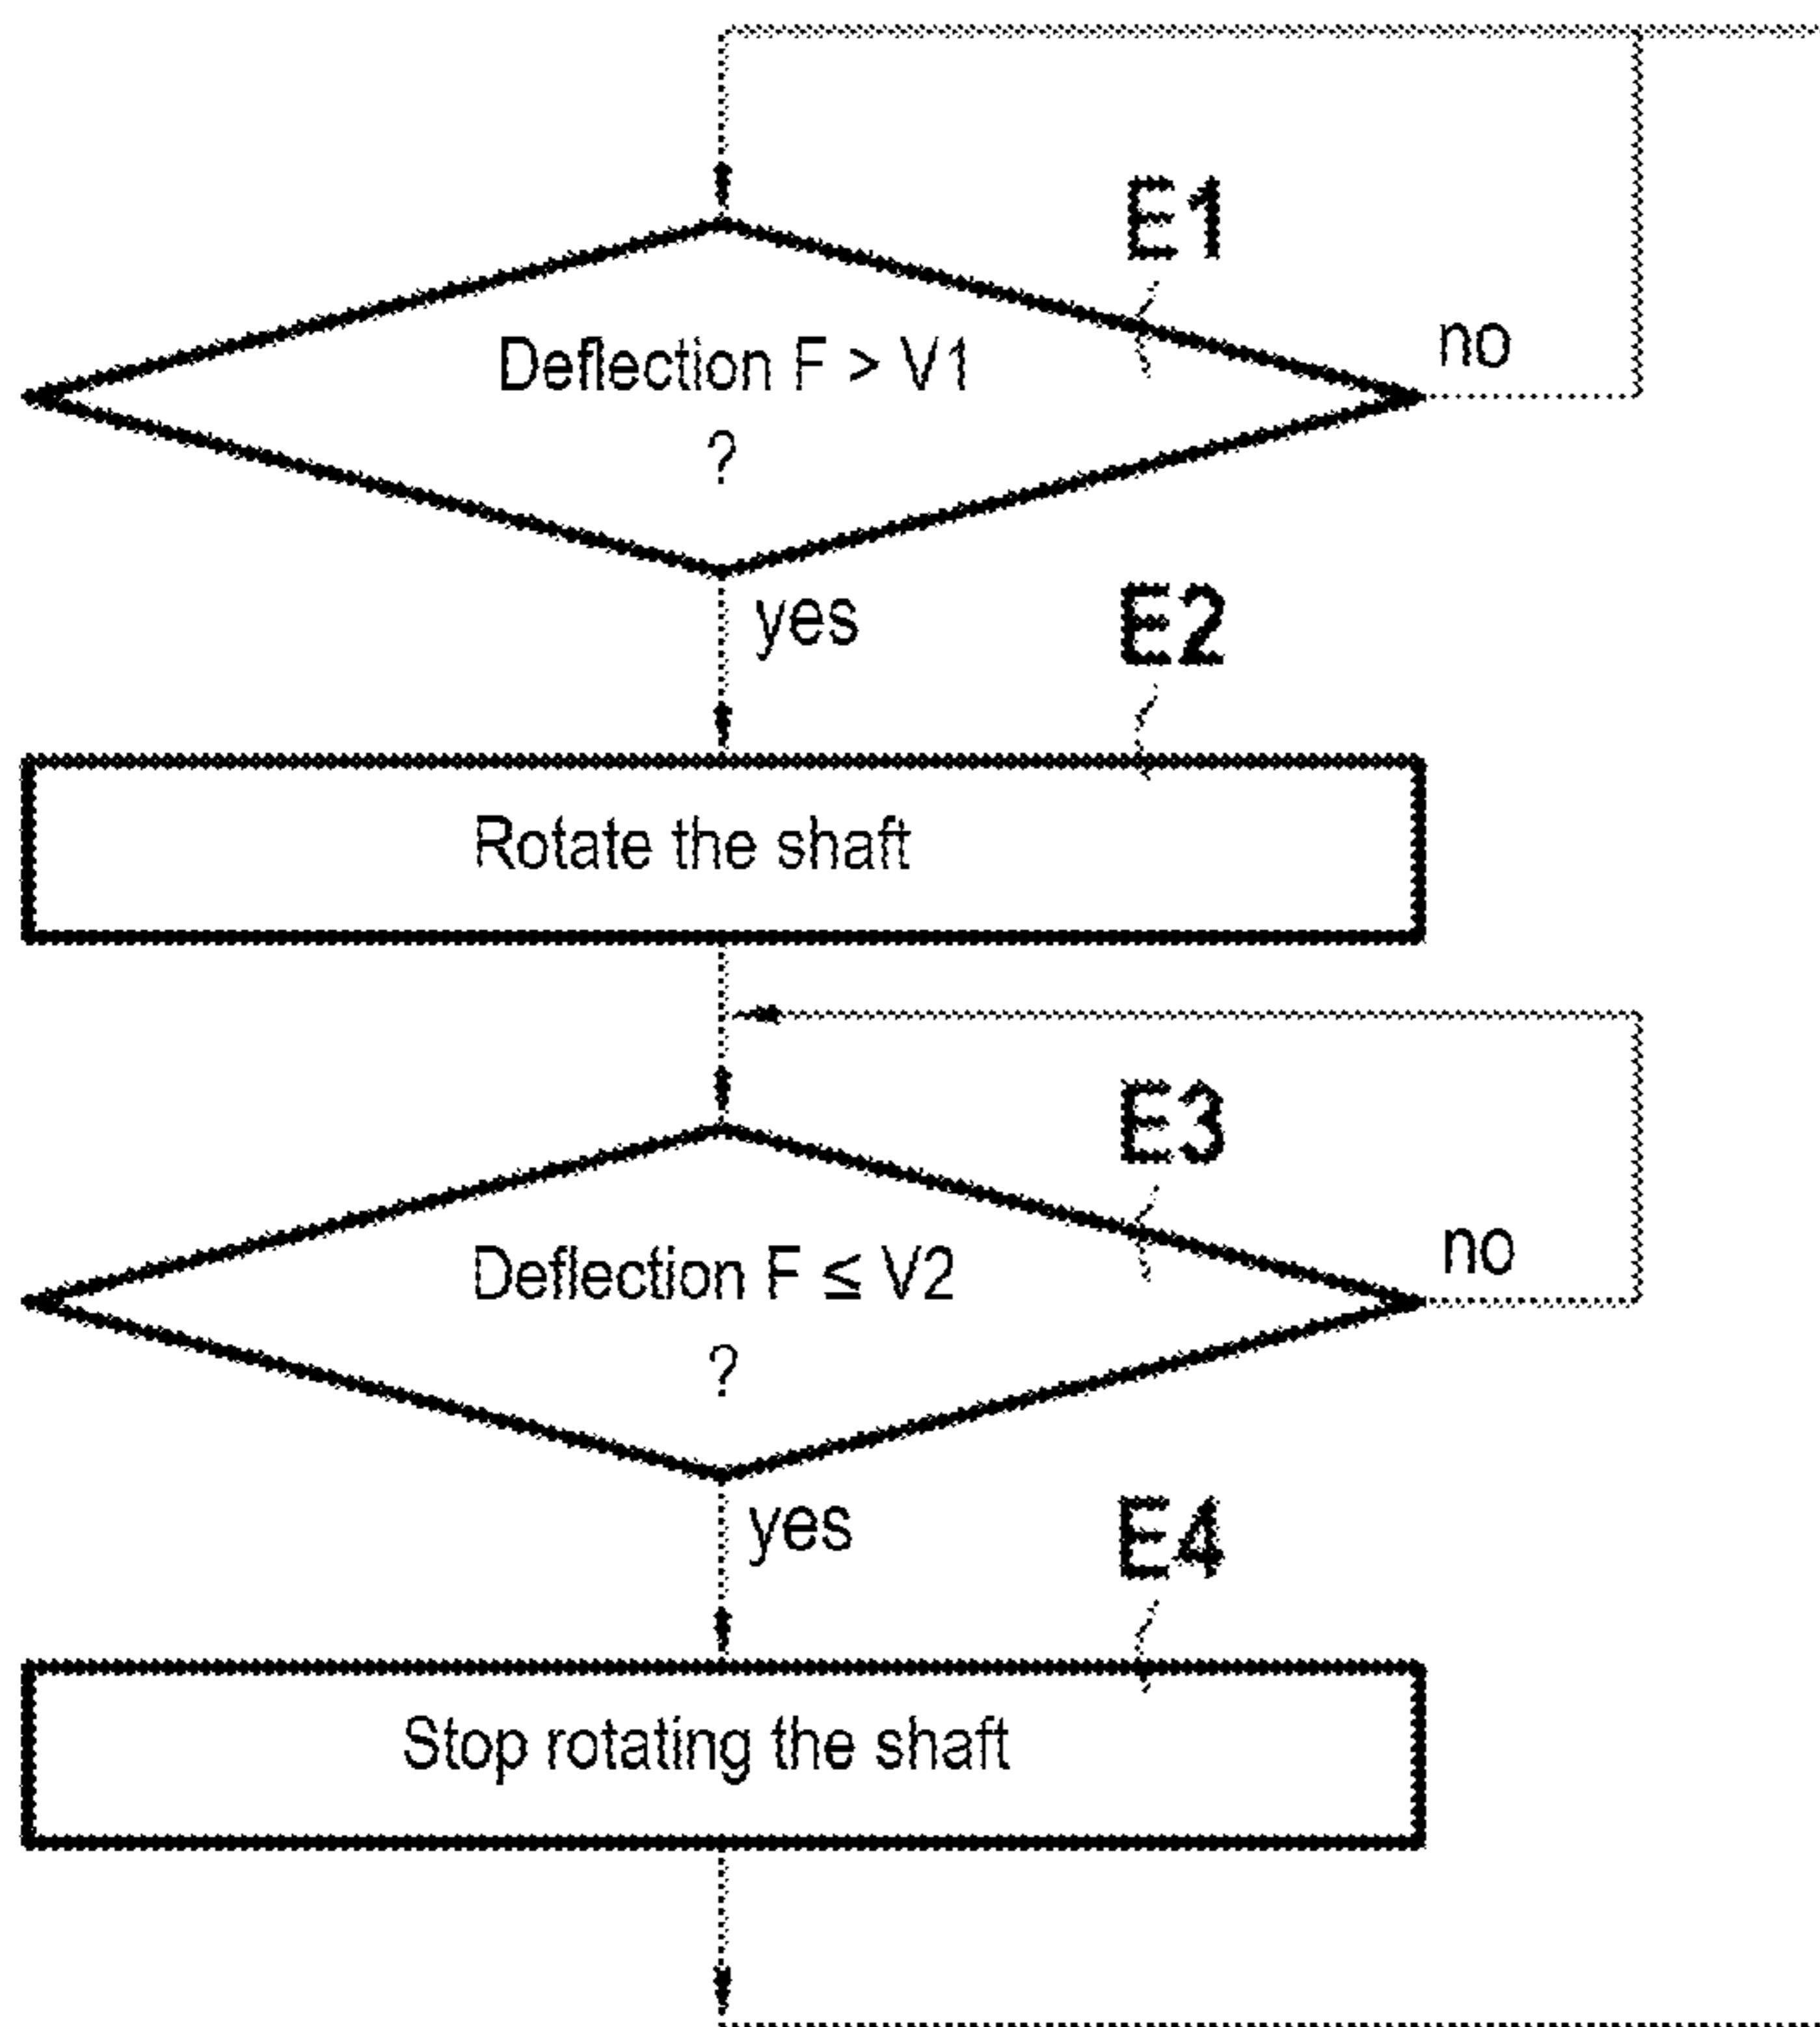 E1
Deflection F > V1
?
no
yes
E2
Rotate the shaft
E3
Deflection F ≤ V2
?
no
yes
E4
Stop rotating the shaft